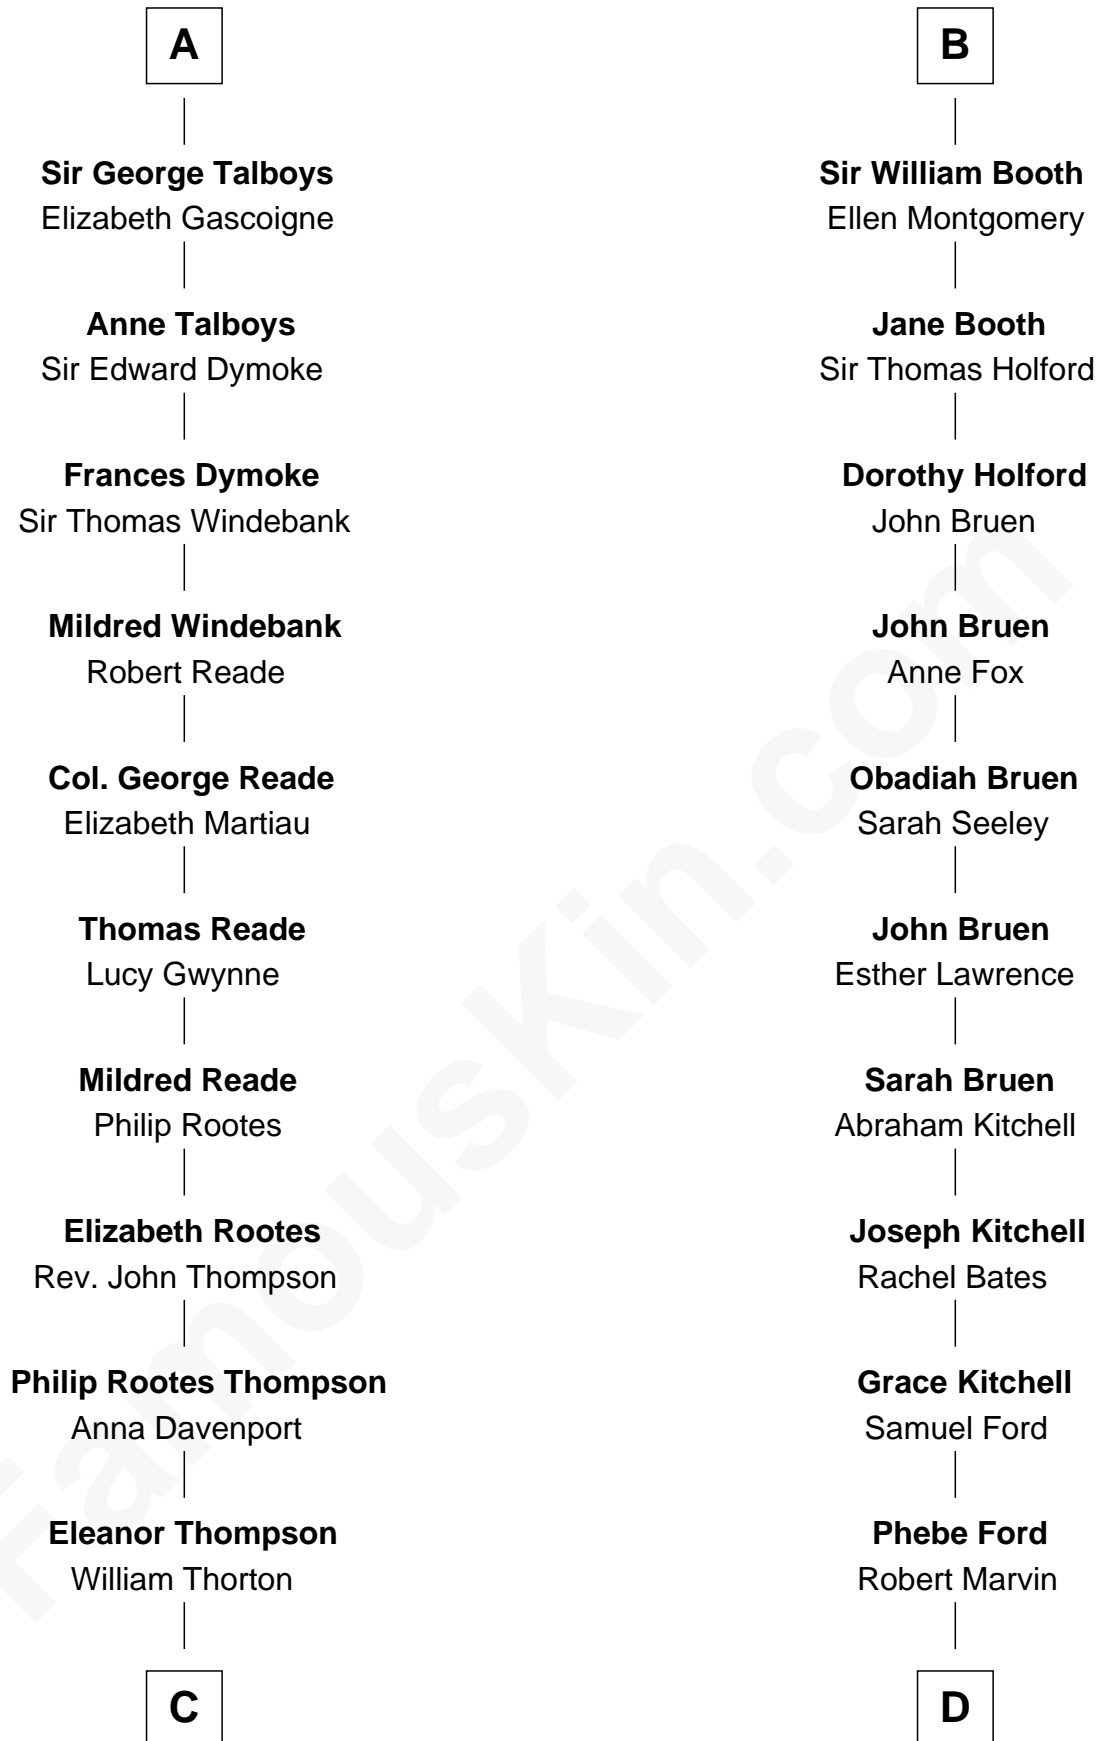 A
Sir George Talboys
Elizabeth Gascoigne
Anne Talboys
Sir Edward Dymoke
Frances Dymoke
Sir Thomas Windebank
Mildred Windebank
Robert Reade
Col. George Reade
Elizabeth Martiau
Thomas Reade
Lucy Gwynne
Mildred Reade
Philip Rootes
Elizabeth Rootes
Rev. John Thompson
Philip Rootes Thompson
Anna Davenport
Eleanor Thompson
William Thorton
C
B
Sir William Booth
Ellen Montgomery
Jane Booth
Sir Thomas Holford
Dorothy Holford
John Bruen
John Bruen
Anne Fox
Obadiah Bruen
Sarah Seeley
John Bruen
Esther Lawrence
Sarah Bruen
Abraham Kitchell
Joseph Kitchell
Rachel Bates
Grace Kitchell
Samuel Ford
Phebe Ford
Robert Marvin
D
FamousKin.com